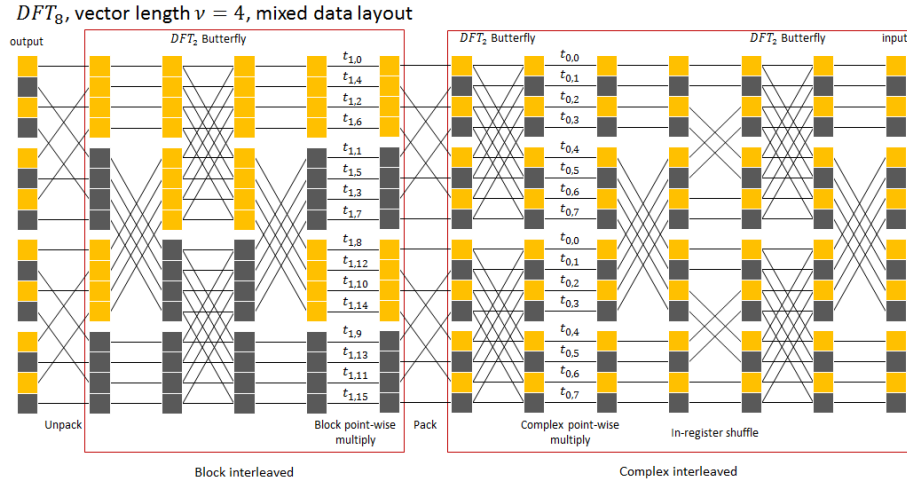 DFT₈, vector length ν = 4, mixed data layout
output
DFT₂ Butterfly
DFT₂ Butterfly
DFT₂ Butterfly
input
t₁,₀
t₁,₄
t₁,₂
t₁,₆
t₁,₁
t₁,₅
t₁,₃
t₁,₇
t₁,₈
t₁,₁₂
t₁,₁₀
t₁,₁₄
t₁,₉
t₁,₁₃
t₁,₁₁
t₁,₁₅
t₀,₀
t₀,₁
t₀,₂
t₀,₃
t₀,₄
t₀,₅
t₀,₆
t₀,₇
t₀,₀
t₀,₁
t₀,₂
t₀,₃
t₀,₄
t₀,₅
t₀,₆
t₀,₇
Unpack
Block point-wise
multiply
Pack
Complex point-wise
multiply
In-register shuffle
Block interleaved
Complex interleaved